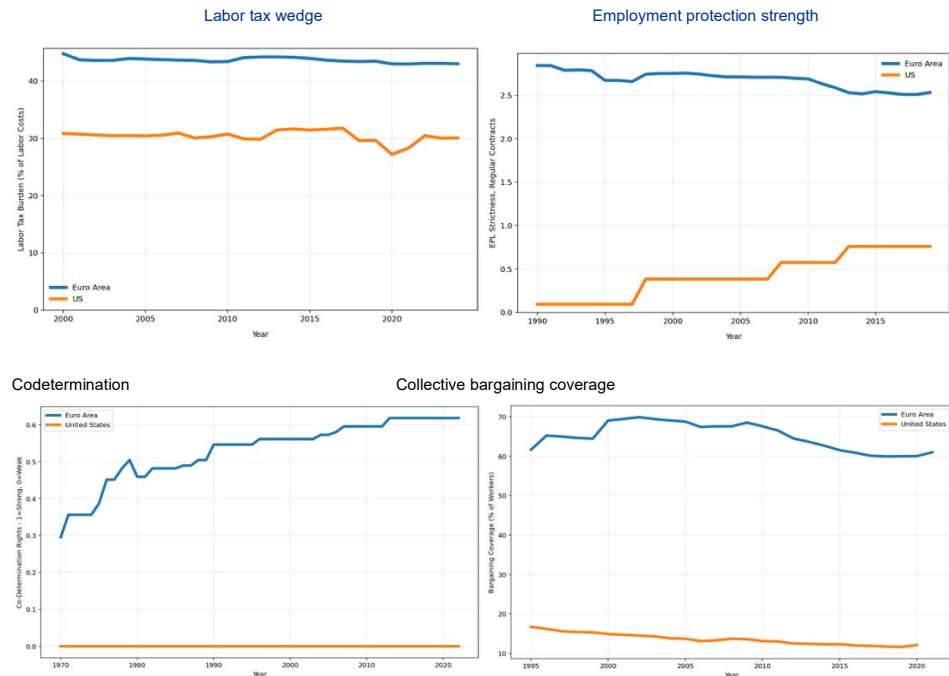 Labor tax wedge
Employment protection strength
Labor Tax Burden (% of Labor Costs)
40
30
20
10
0
Euro Area
US
2000
2005
2010
2015
2020
Year
EPL Strictness, Regular Contracts
2.5
2.0
1.5
1.0
0.5
0.0
Euro Area
US
1990
1995
2000
2005
2010
2015
Year
Codetermination
Collective bargaining coverage
Co-Determination Rights - 1=Strong, 0=Weak
0.6
0.5
0.4
0.3
0.2
0.1
0.0
Euro Area
United States
1970
1980
1990
2000
2010
2020
Year
Bargaining Coverage (% of Workers)
70
60
50
40
30
20
10
Euro Area
United States
1995
2000
2005
2010
2015
2020
Year